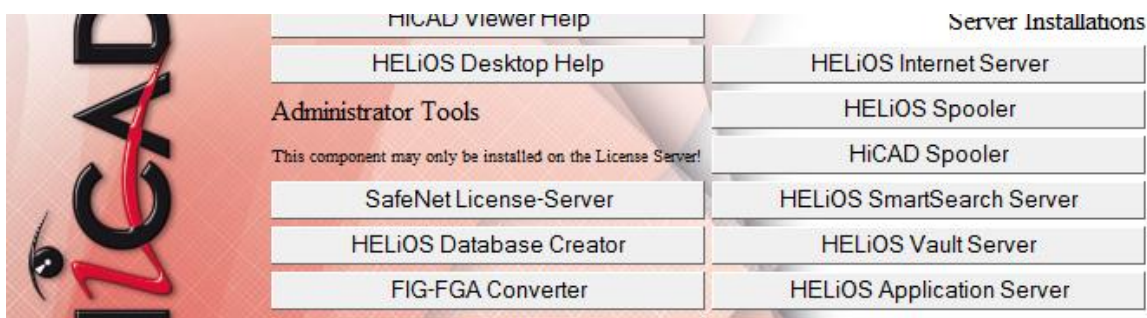 HiCAD Viewer Help
HELiOS Desktop Help
Administrator Tools
This component may only be installed on the License Server!
SafeNet License-Server
HELiOS Database Creator
FIG-FGA Converter
Server Installations
HELiOS Internet Server
HELiOS Spooler
HiCAD Spooler
HELiOS SmartSearch Server
HELiOS Vault Server
HELiOS Application Server
HiCAD